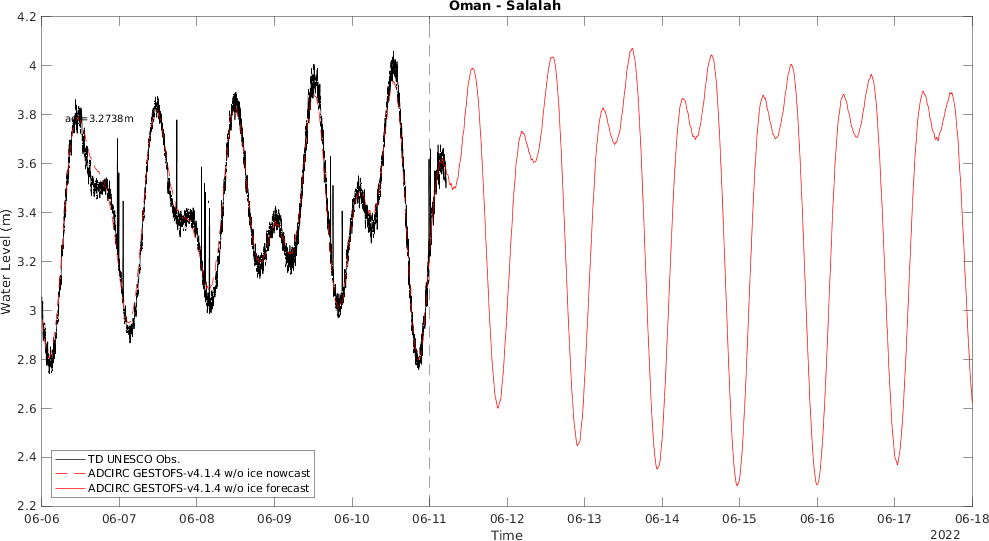 Oman - Salalah
4.2
4
3.8
3.6
3.4
3.2
3
2.8
2.6
2.4
2.2
Water Level (m)
=3.2738m
TD UNESCO Obs.
ADCIRC GESTOFS-v4.1.4 w/o ice nowcast
ADCIRC GESTOFS-v4.1.4 w/o ice forecast
06-06 06-07 06-08 06-09 06-10 06-11 06-12 06-13 06-14 06-15 06-16 06-17 06-18
Time
2022